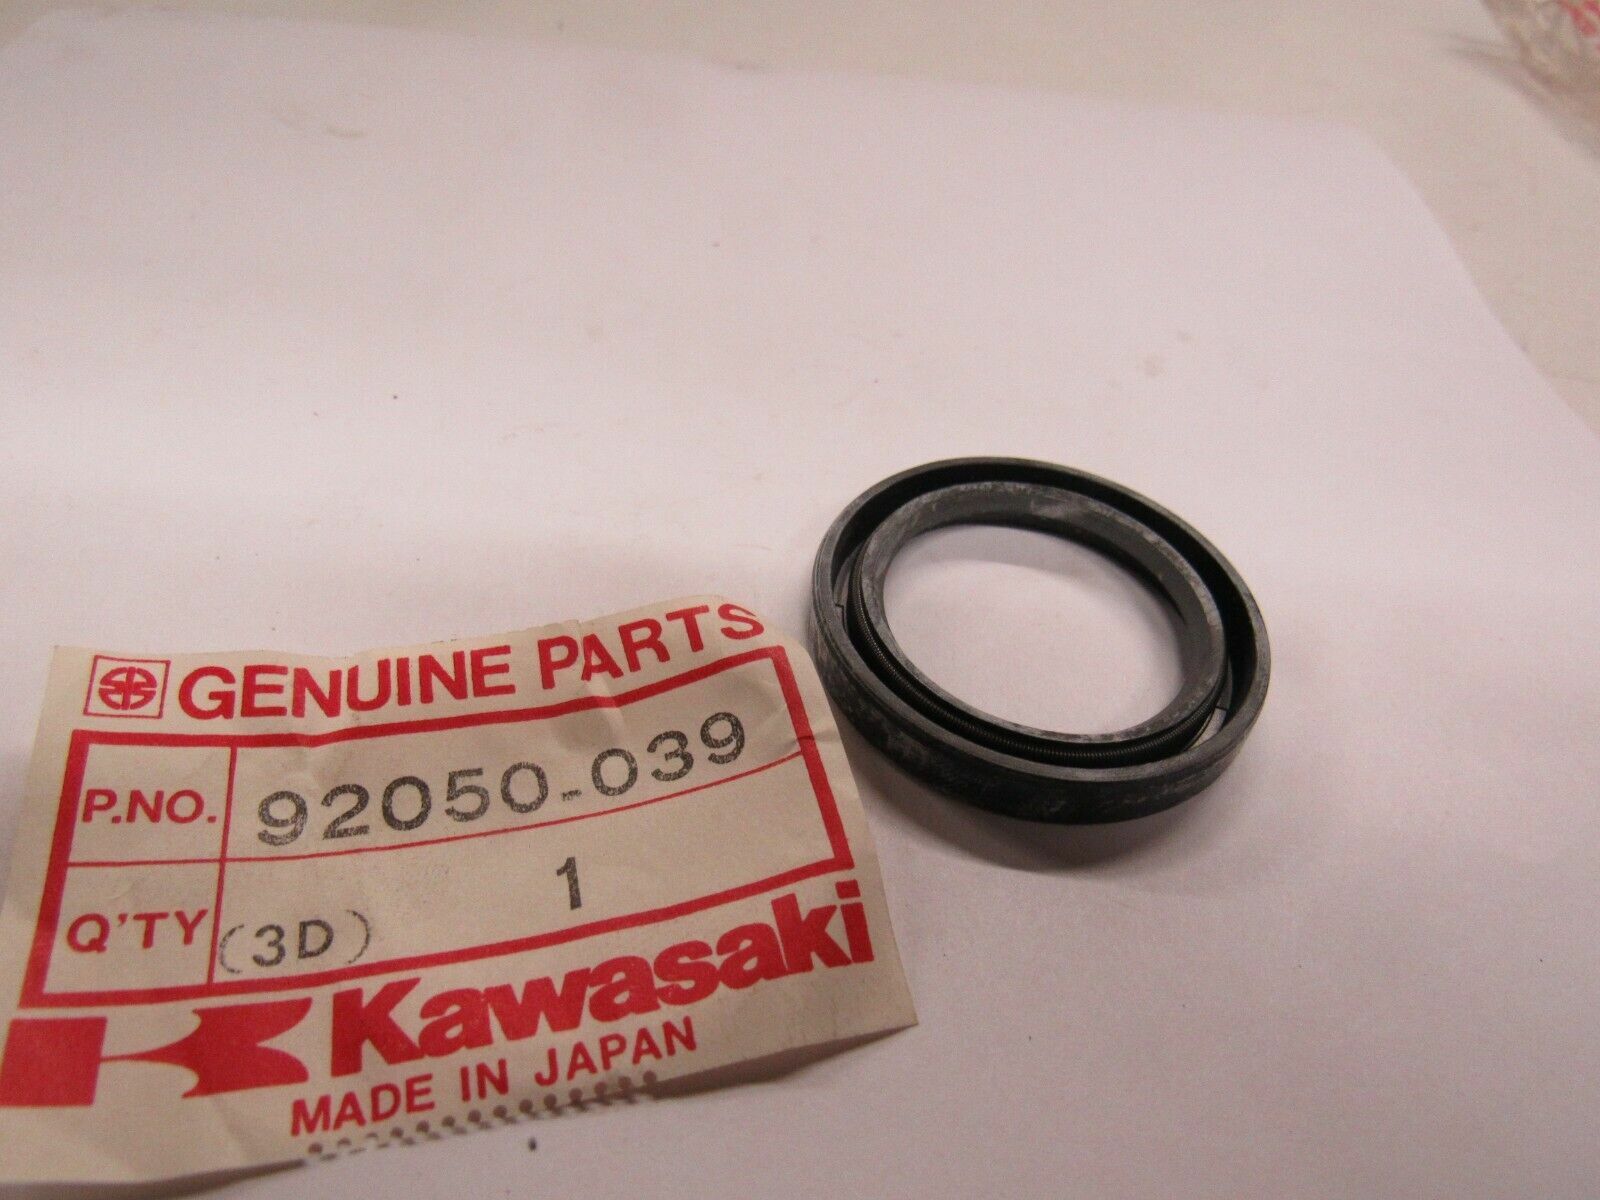 GENUINE PARTS
P.NO. 92050-039
Q'TY (3D) 1
Kawasaki
MADE IN JAPAN